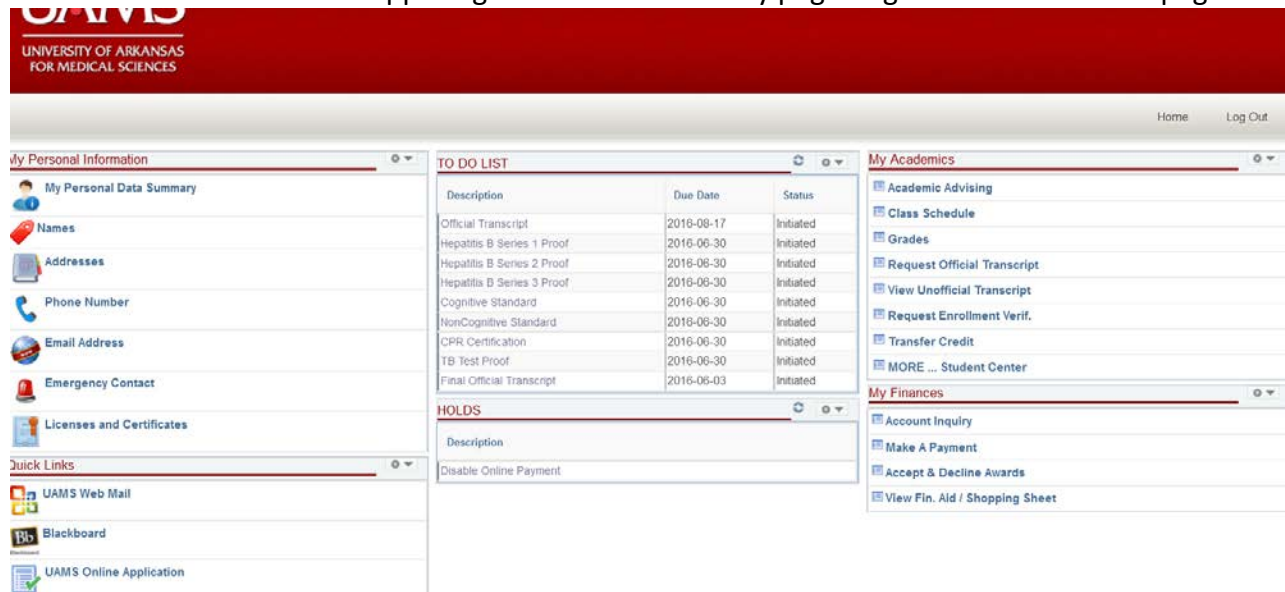 UAMS
UNIVERSITY OF ARKANSAS
FOR MEDICAL SCIENCES
Home Log Out
My Personal Information
My Personal Data Summary
Names
Addresses
Phone Number
Email Address
Emergency Contact
Licenses and Certificates
Quick Links
UAMS Web Mail
Bb Blackboard
UAMS Online Application
TO DO LIST
Description Due Date Status
Official Transcript 2016-08-17 Initiated
Hepatitis B Series 1 Proof 2016-06-30 Initiated
Hepatitis B Series 2 Proof 2016-06-30 Initiated
Hepatitis B Series 3 Proof 2016-06-30 Initiated
Cognitive Standard 2016-06-30 Initiated
NonCognitive Standard 2016-06-30 Initiated
CPR Certification 2016-06-30 Initiated
TB Test Proof 2016-06-30 Initiated
Final Official Transcript 2016-06-03 Initiated
HOLDS
Description
Disable Online Payment
My Academics
Academic Advising
Class Schedule
Grades
Request Official Transcript
View Unofficial Transcript
Request Enrollment Verif.
Transfer Credit
MORE ... Student Center
My Finances
Account Inquiry
Make A Payment
Accept & Decline Awards
View Fin. Aid / Shopping Sheet